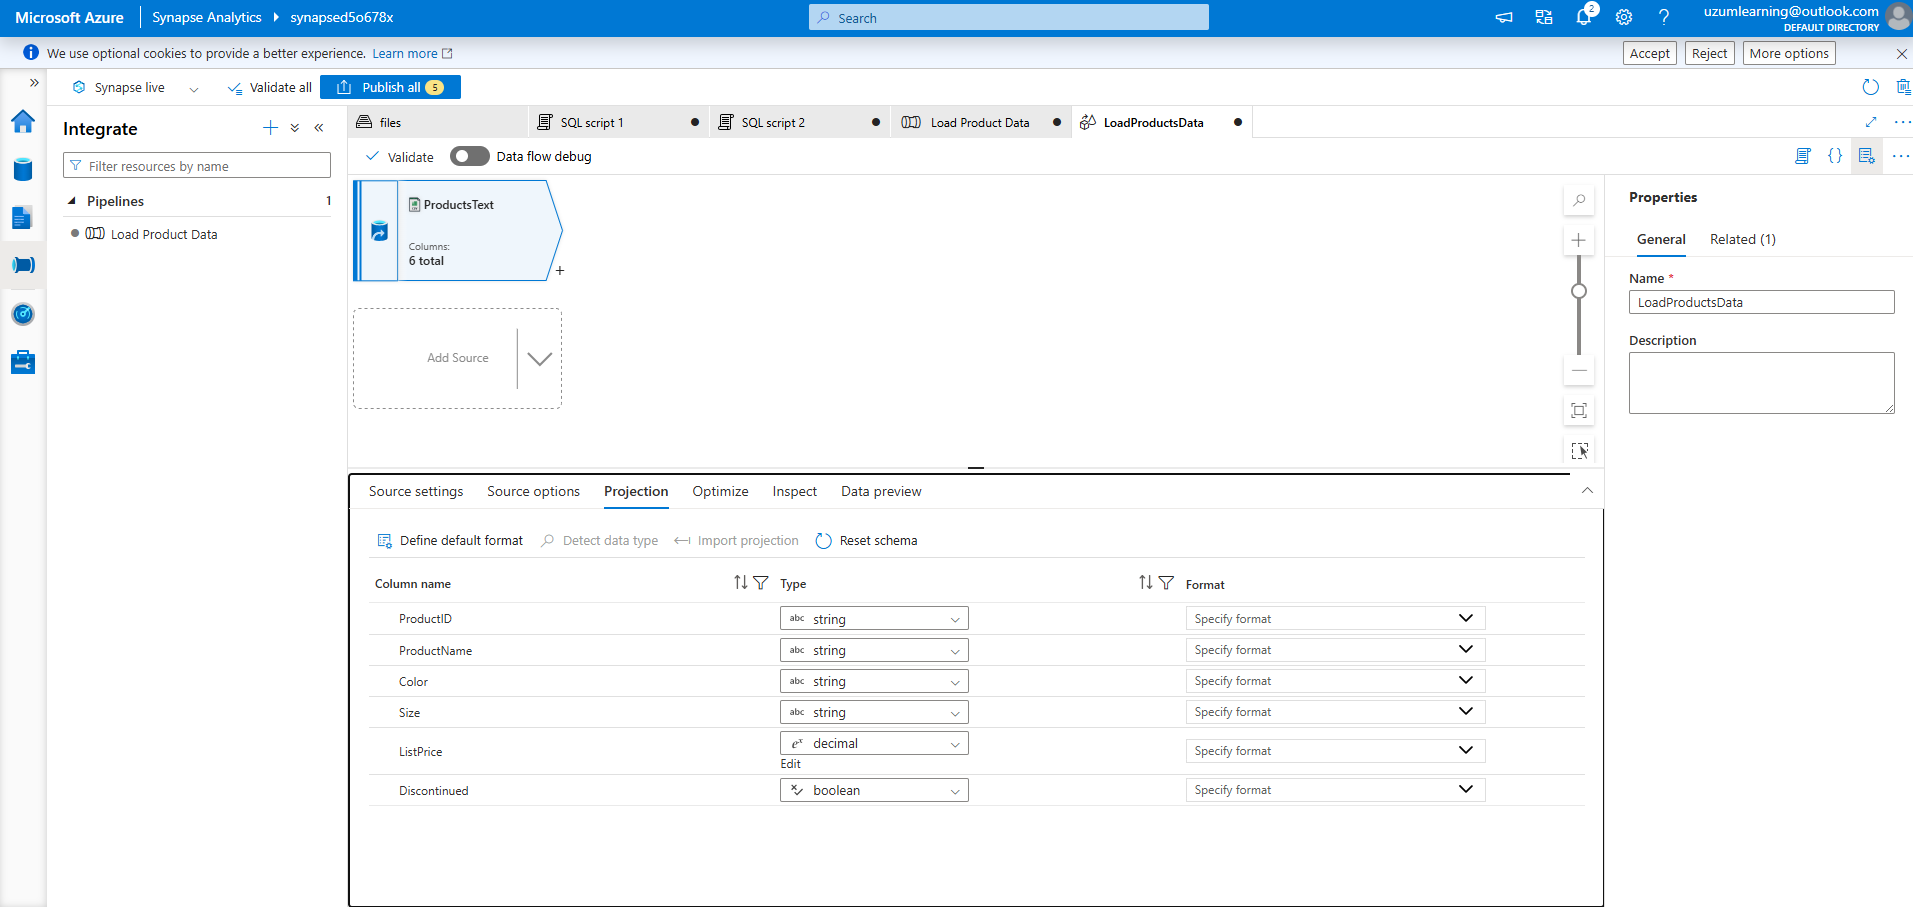 Microsoft Azure
Synapse Analytics
synapsed5o678x
Search
2
?
uzumlearning@outlook.com
DEFAULT DIRECTORY
We use optional cookies to provide a better experience. Learn more
Accept
Reject
More options
Synapse live
Validate all
Publish all 5
Integrate
Filter resources by name
Pipelines 1
Load Product Data
files
SQL script 1
SQL script 2
Load Product Data
LoadProductsData
Validate
Data flow debug
{}
ProductsText
Columns:
6 total
+
Add Source
Properties
General
Related (1)
Name *
LoadProductsData
Description
Source settings
Source options
Projection
Optimize
Inspect
Data preview
Define default format
Detect data type
Import projection
Reset schema
Column name Type Format
ProductID abc string Specify format
ProductName abc string Specify format
Color abc string Specify format
Size abc string Specify format
ListPrice eˣ decimal Specify format
Edit
Discontinued boolean Specify format